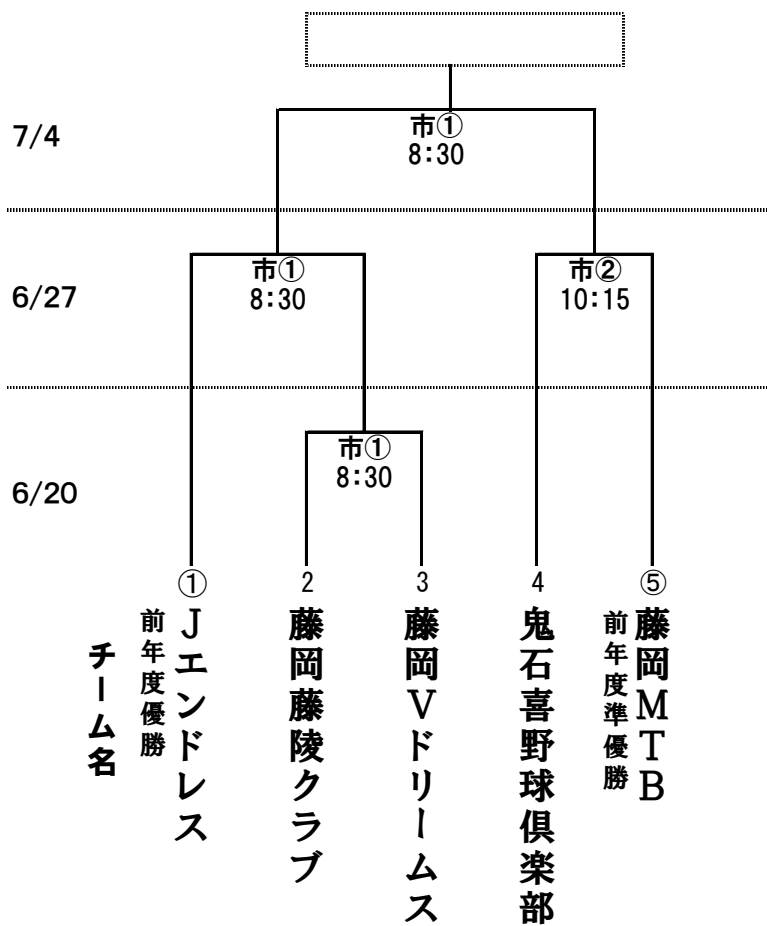 7/4
市①
8:30
6/27
市①
8:30
市②
10:15
6/20
市①
8:30
①
2
3
4
⑤
チーム名
前年度優勝
Jエンドレス
藤岡藤陵クラブ
藤岡Vドリームス
鬼石喜野球倶楽部
前年度準優勝
藤岡MTB